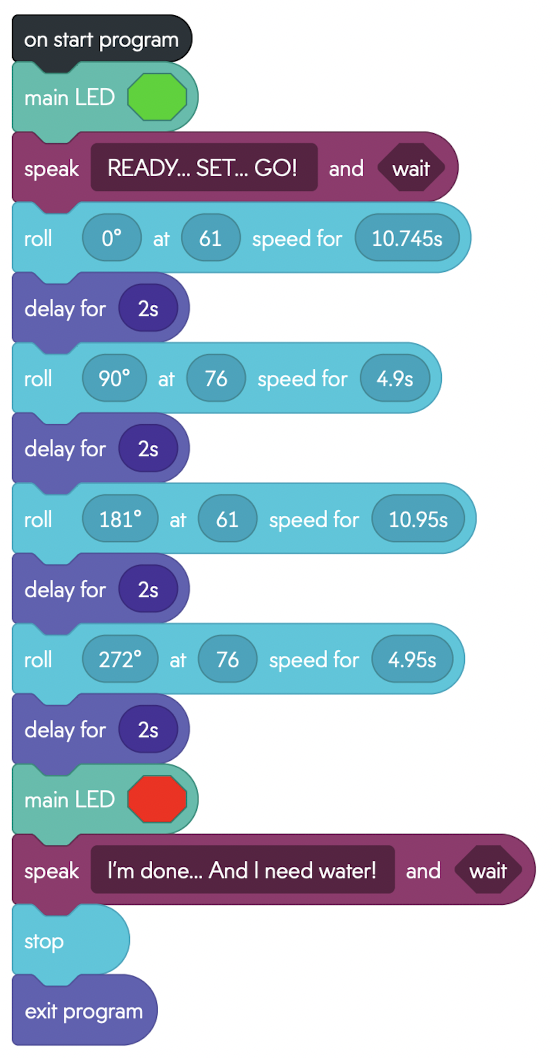 on start program
main LED
speak READY... SET... GO! and wait
roll 0° at 61 speed for 10.745s
delay for 2s
roll 90° at 76 speed for 4.9s
delay for 2s
roll 181° at 61 speed for 10.95s
delay for 2s
roll 272° at 76 speed for 4.95s
delay for 2s
main LED
speak I'm done... And I need water! and wait
stop
exit program